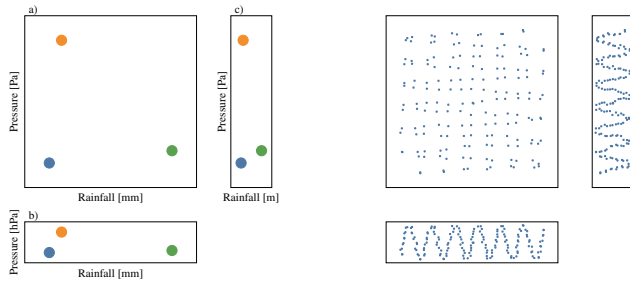 a)
c)
Pressure [Pa]
Pressure [Pa]
Rainfall [mm]
Rainfall [m]
b)
Pressure [hPa]
Rainfall [mm]